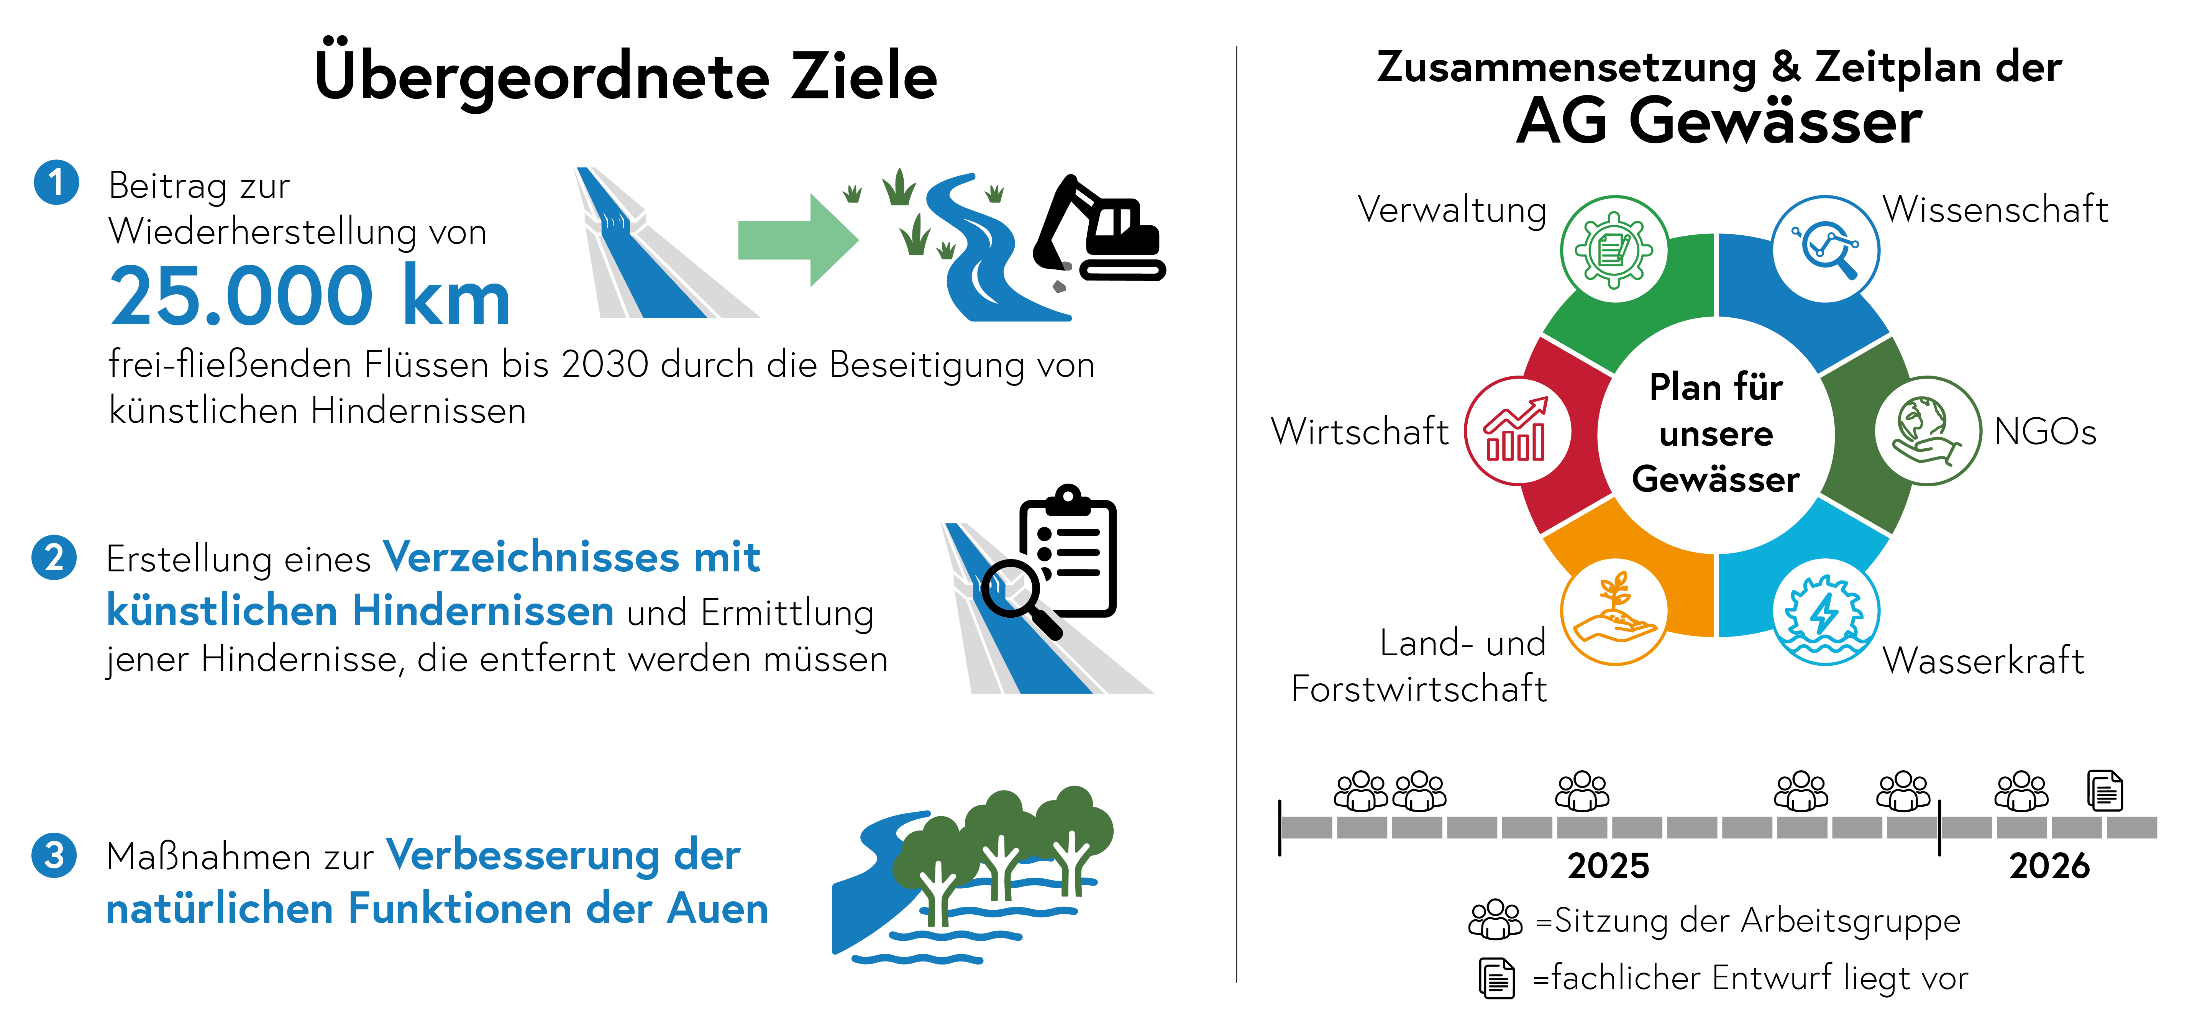 Übergeordnete Ziele
1
Beitrag zur
Wiederherstellung von
25.000 km
frei-fließenden Flüssen bis 2030 durch die Beseitigung von
künstlichen Hindernissen
2
Erstellung eines Verzeichnisses mit
künstlichen Hindernissen und Ermittlung
jener Hindernisse, die entfernt werden müssen
3
Maßnahmen zur Verbesserung der
natürlichen Funktionen der Auen
Zusammensetzung & Zeitplan der
AG Gewässer
Verwaltung
Wissenschaft
Wirtschaft
Plan für
unsere
Gewässer
NGOs
Land- und
Forstwirtschaft
Wasserkraft
2025
2026
=Sitzung der Arbeitsgruppe
=fachlicher Entwurf liegt vor